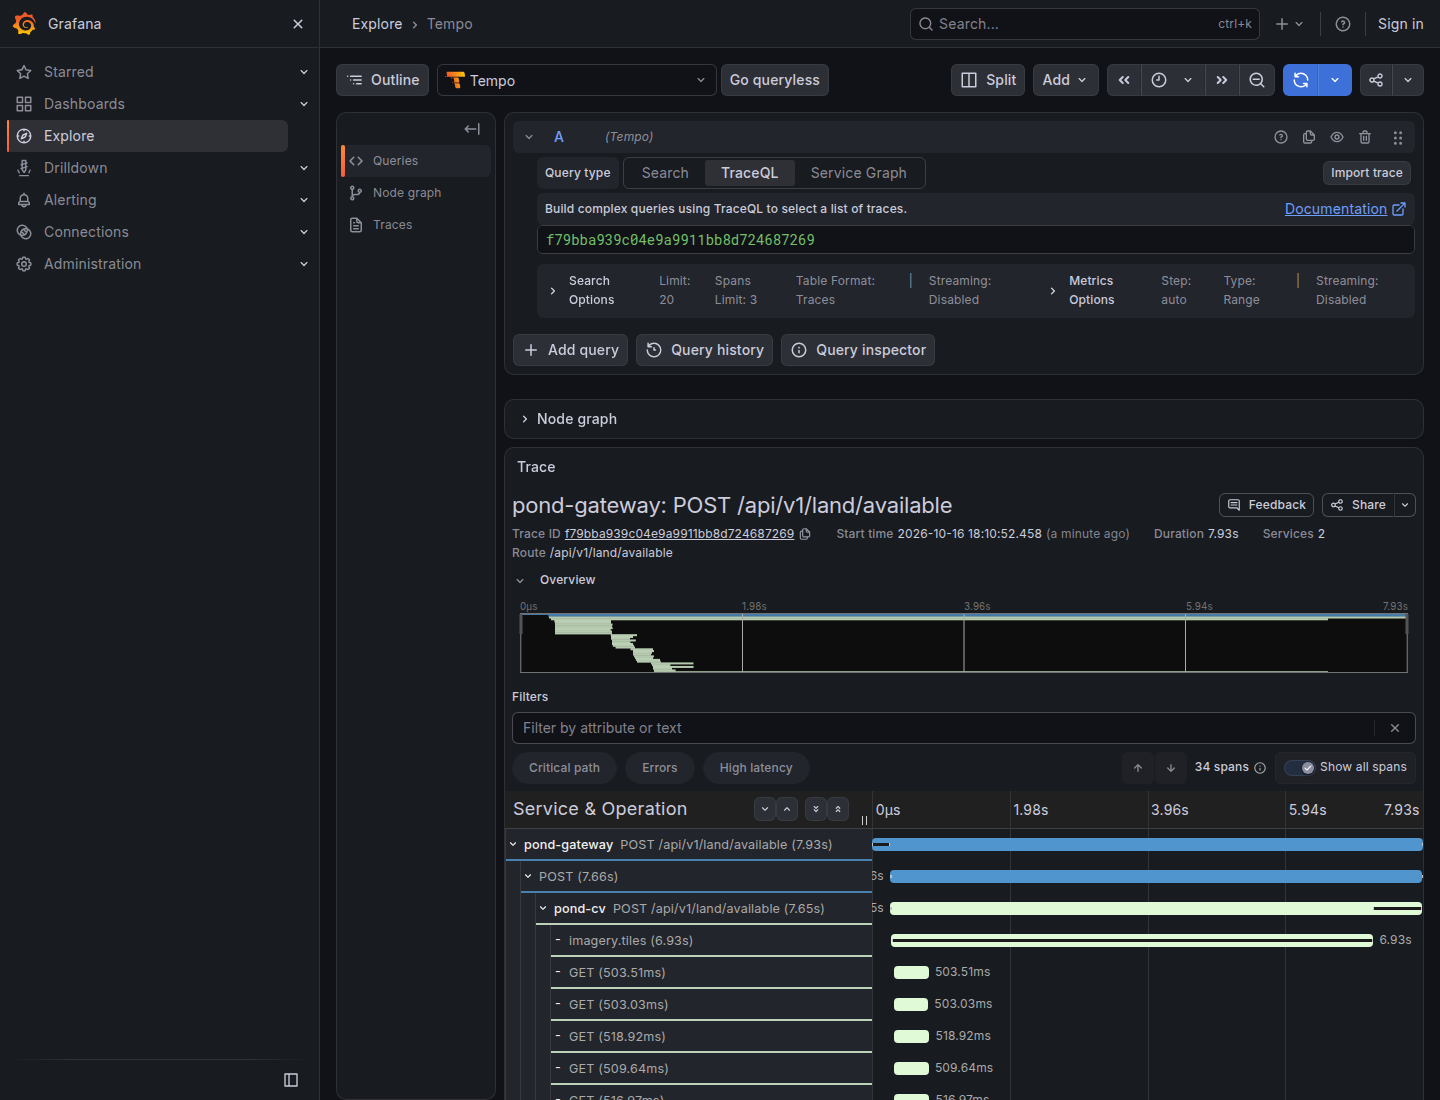 Grafana
Explore › Tempo
Search...
ctrl+k
Sign in
Starred
Dashboards
Explore
Drilldown
Alerting
Connections
Administration
Outline
Tempo
Go queryless
Split
Add
Queries
Node graph
Traces
A
(Tempo)
Query type
Search
TraceQL
Service Graph
Import trace
Build complex queries using TraceQL to select a list of traces.
Documentation
f79bba939c04e9a9911bb8d724687269
Search Options
Limit: 20
Spans Limit: 3
Table Format: Traces
Streaming: Disabled
Metrics Options
Step: auto
Type: Range
Streaming: Disabled
Add query
Query history
Query inspector
Node graph
Trace
pond-gateway: POST /api/v1/land/available
Feedback
Share
Trace ID f79bba939c04e9a9911bb8d724687269
Start time 2026-10-16 18:10:52.458 (a minute ago)
Duration 7.93s
Services 2
Route /api/v1/land/available
Overview
0µs 1.98s 3.96s 5.94s 7.93s
Filters
Filter by attribute or text
Critical path
Errors
High latency
34 spans
Show all spans
Service & Operation
0µs 1.98s 3.96s 5.94s 7.93s
pond-gateway POST /api/v1/land/available (7.93s)
POST (7.66s)
6s
pond-cv POST /api/v1/land/available (7.65s)
5s
imagery.tiles (6.93s)
6.93s
GET (503.51ms)
503.51ms
GET (503.03ms)
503.03ms
GET (518.92ms)
518.92ms
GET (509.64ms)
509.64ms
GET (516.97ms)
516.97ms